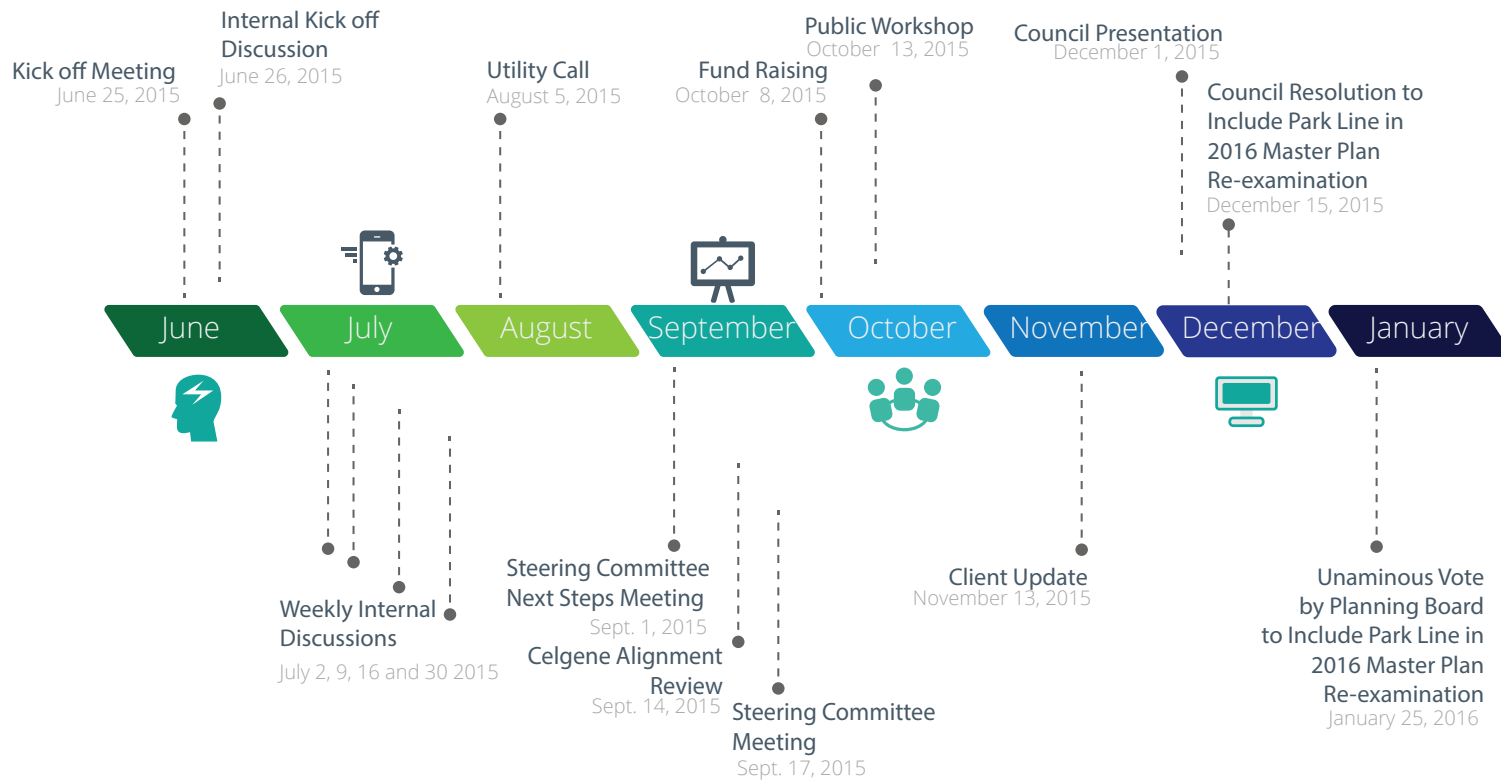 Kick off Meeting
June 25, 2015
Internal Kick off
Discussion
June 26, 2015
Utility Call
August 5, 2015
Fund Raising
October 8, 2015
Public Workshop
October 13, 2015
Council Presentation
December 1, 2015
Council Resolution to
Include Park Line in
2016 Master Plan
Re-examination
December 15, 2015
June
July
August
September
October
November
December
January
Weekly Internal
Discussions
July 2, 9, 16 and 30 2015
Steering Committee
Next Steps Meeting
Sept. 1, 2015
Celgene Alignment
Review
Sept. 14, 2015
Steering Committee
Meeting
Sept. 17, 2015
Client Update
November 13, 2015
Unaminous Vote
by Planning Board
to Include Park Line in
2016 Master Plan
Re-examination
January 25, 2016